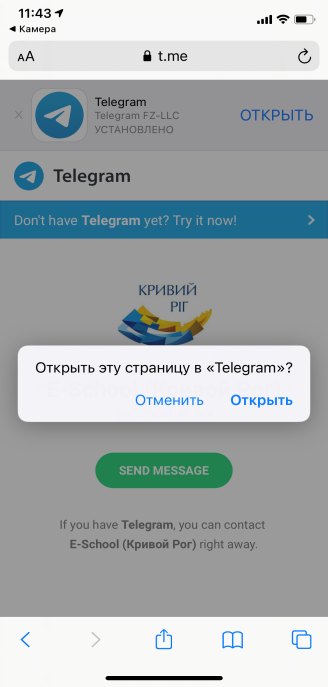 11:43
Камера
AA
t.me
Telegram
Telegram FZ-LLC
УСТАНОВЛЕНО
ОТКРЫТЬ
Telegram
Don't have Telegram yet? Try it now!
КРИВИЙ
РІГ
Открыть эту страницу в «Telegram»?
Отменить Открыть
SEND MESSAGE
If you have Telegram, you can contact
E-School (Кривой Рог) right away.